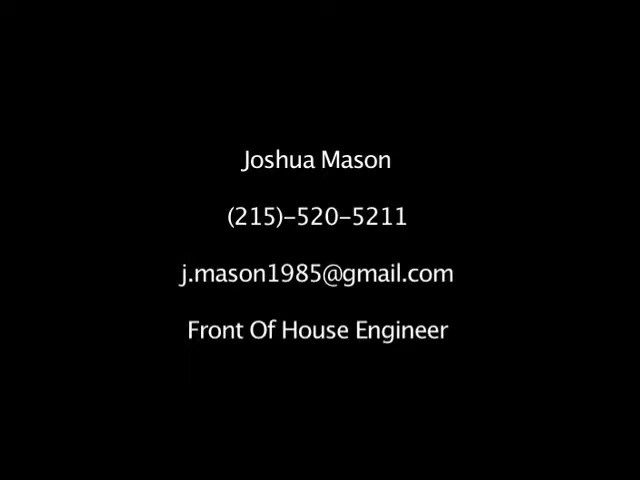 Joshua Mason
(215)-520-5211
j.mason1985@gmail.com
Front Of House Engineer